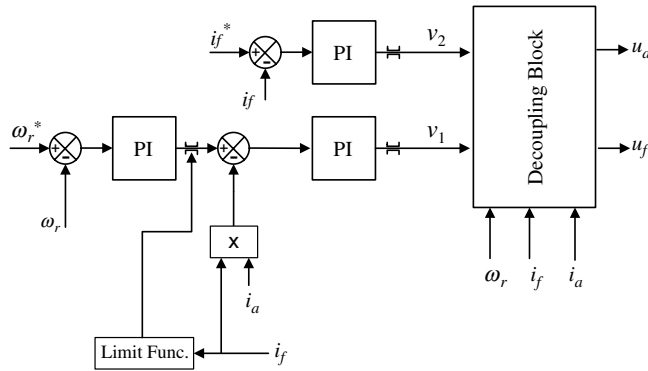 i_f^*
+
−
i_f
PI
v_2
ω_r^*
+
−
ω_r
PI
+
−
PI
v_1
Decoupling Block
u_a
u_f
x
i_a
ω_r
i_f
i_a
Limit Func.
i_f